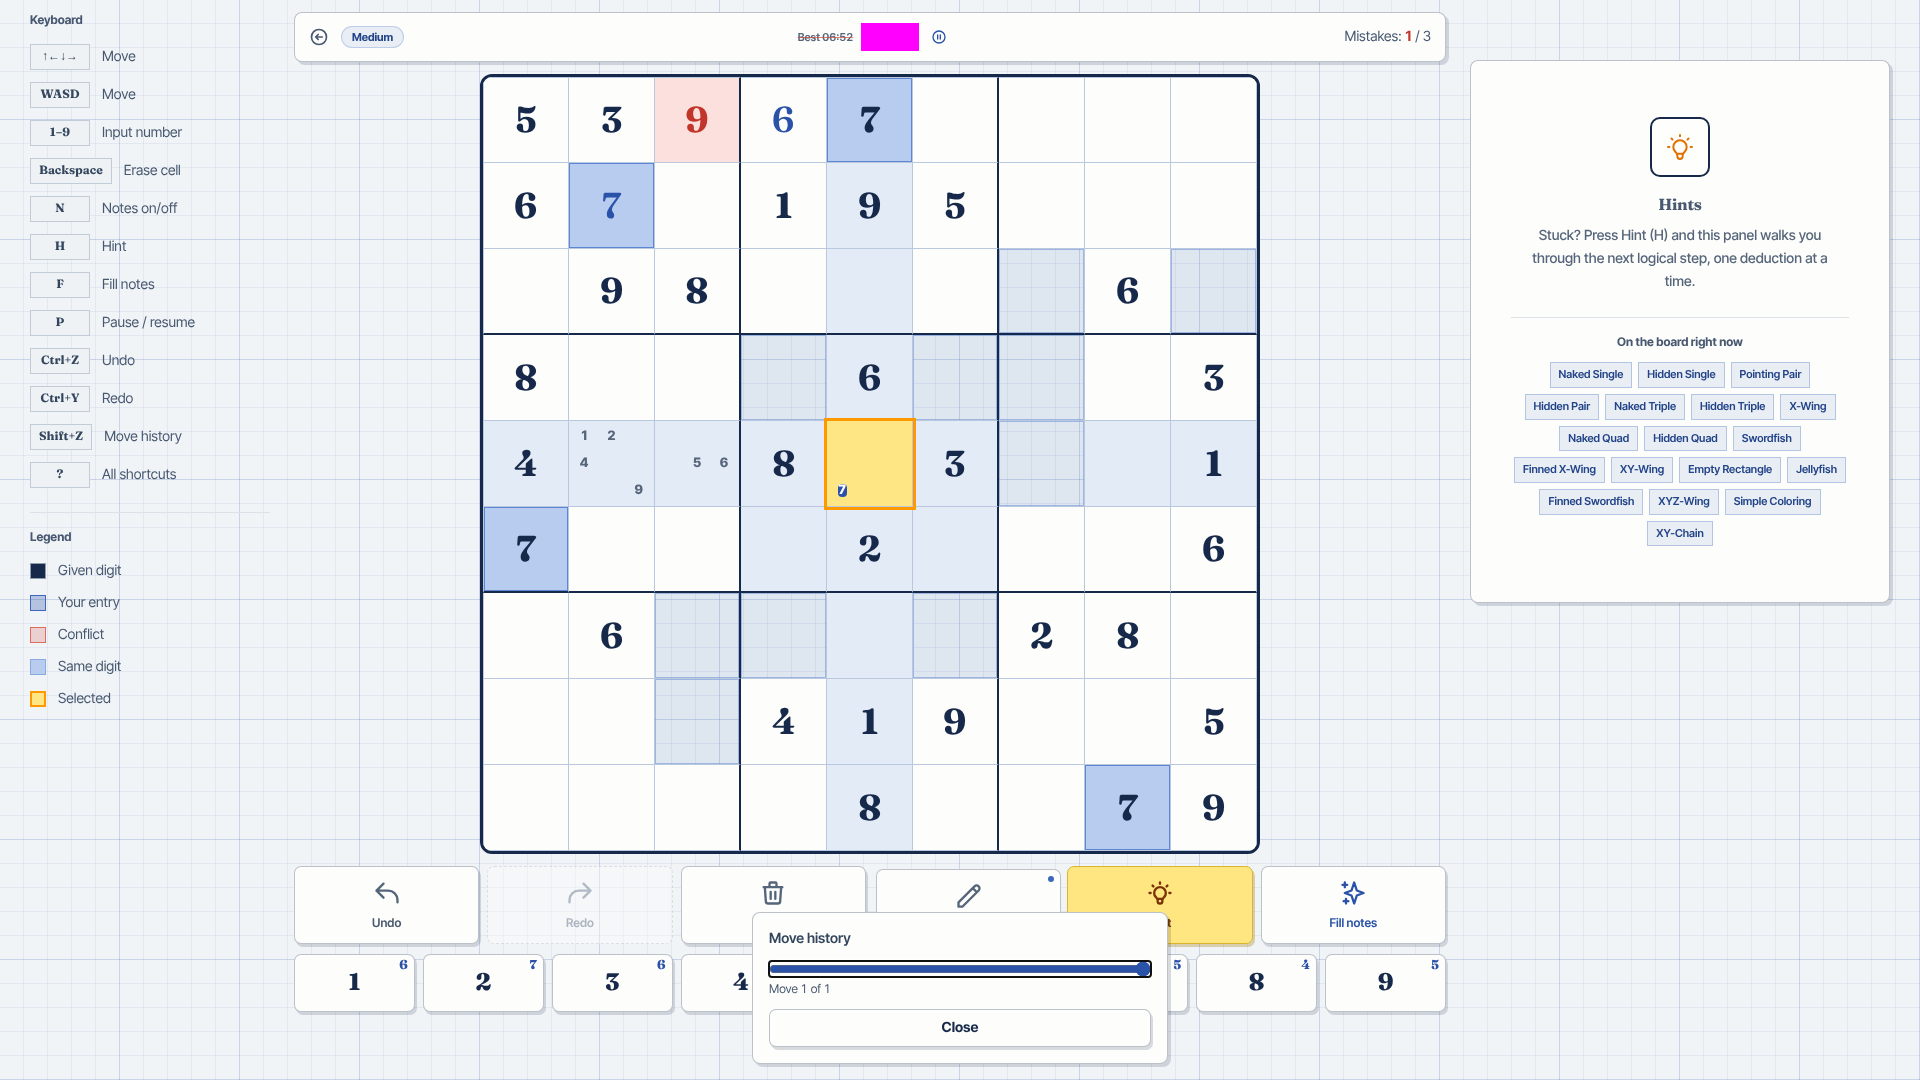 Keyboard
↑←↓→ Move
WASD Move
1–9 Input number
Backspace Erase cell
N Notes on/off
H Hint
F Fill notes
P Pause / resume
Ctrl+Z Undo
Ctrl+Y Redo
Shift+Z Move history
? All shortcuts
Legend
Given digit
Your entry
Conflict
Same digit
Selected
Medium
Best 06:52
Mistakes: 1 / 3
5 3 9 6 7
6 7 1 9 5
9 8 6
8 6 3
1 2
4 5 6
9 7
4 8 3 1
7 2 6
6 2 8
4 1 9 5
8 7 9
Undo
Redo
Fill notes
Move history
Move 1 of 1
Close
1 6
2 7
3 6
4
5
8 4
9 5
Hints
Stuck? Press Hint (H) and this panel walks you
through the next logical step, one deduction at a
time.
On the board right now
Naked Single Hidden Single Pointing Pair
Hidden Pair Naked Triple Hidden Triple X-Wing
Naked Quad Hidden Quad Swordfish
Finned X-Wing XY-Wing Empty Rectangle Jellyfish
Finned Swordfish XYZ-Wing Simple Coloring
XY-Chain